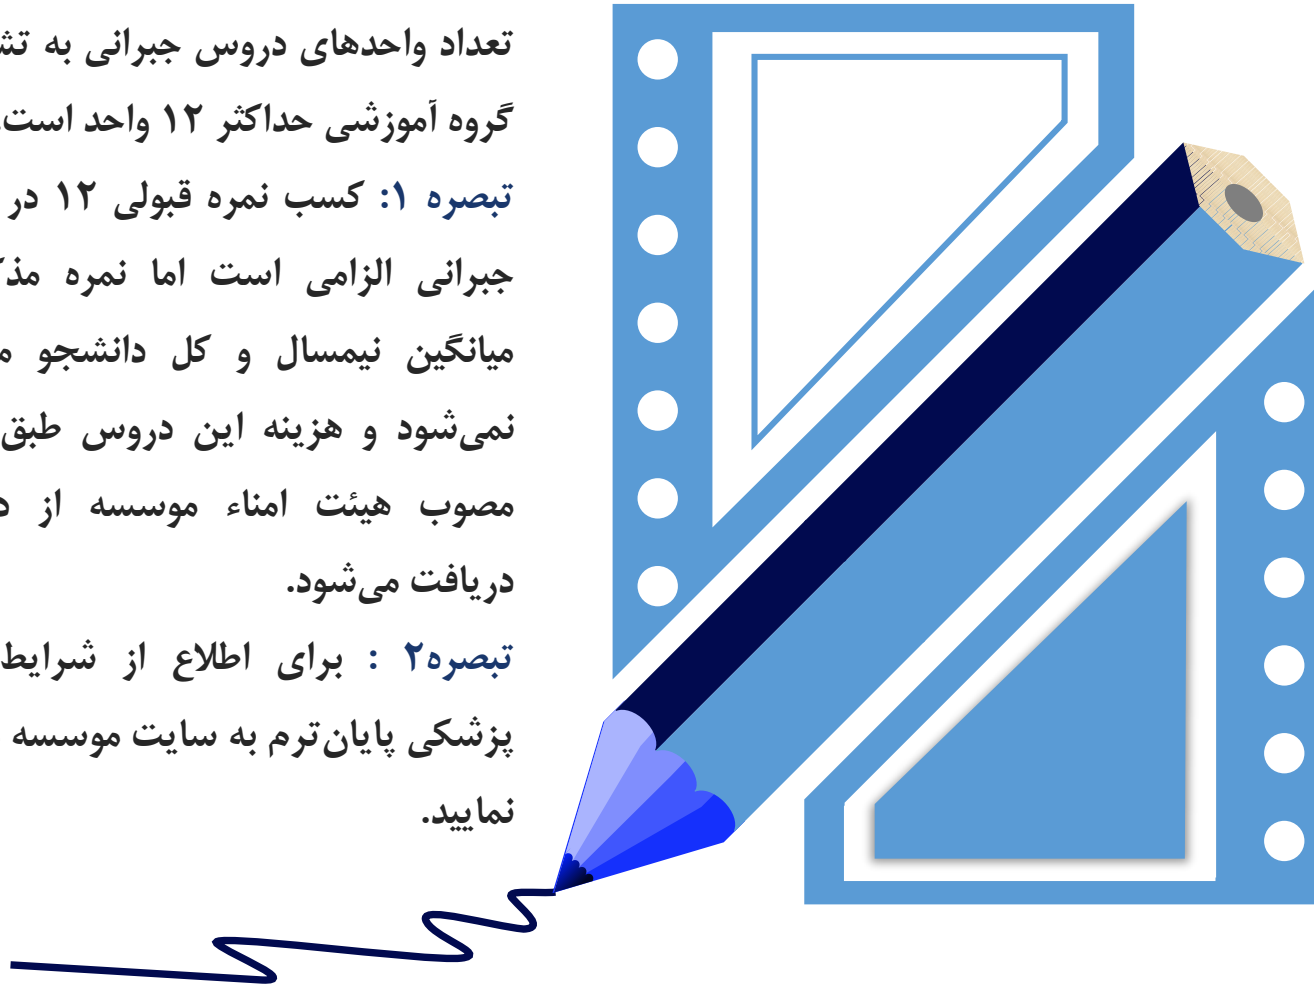 تعداد واحدهای دروس جبرانی به
گروه آموزشی حداکثر ۱۲ واحد است.
تبصره ۱: کسب نمره قبولی ۱۲ در
جبرانی الزامی است اما نمره
میانگین نیمسال و کل دانشجو
نمی‌شود و هزینه این دروس طبق
مصوب هیئت امناء موسسه از
دریافت می‌شود.
تبصره۲ : برای اطلاع از شرایط
پزشکی پایان‌ترم به سایت موسسه
نمایید.